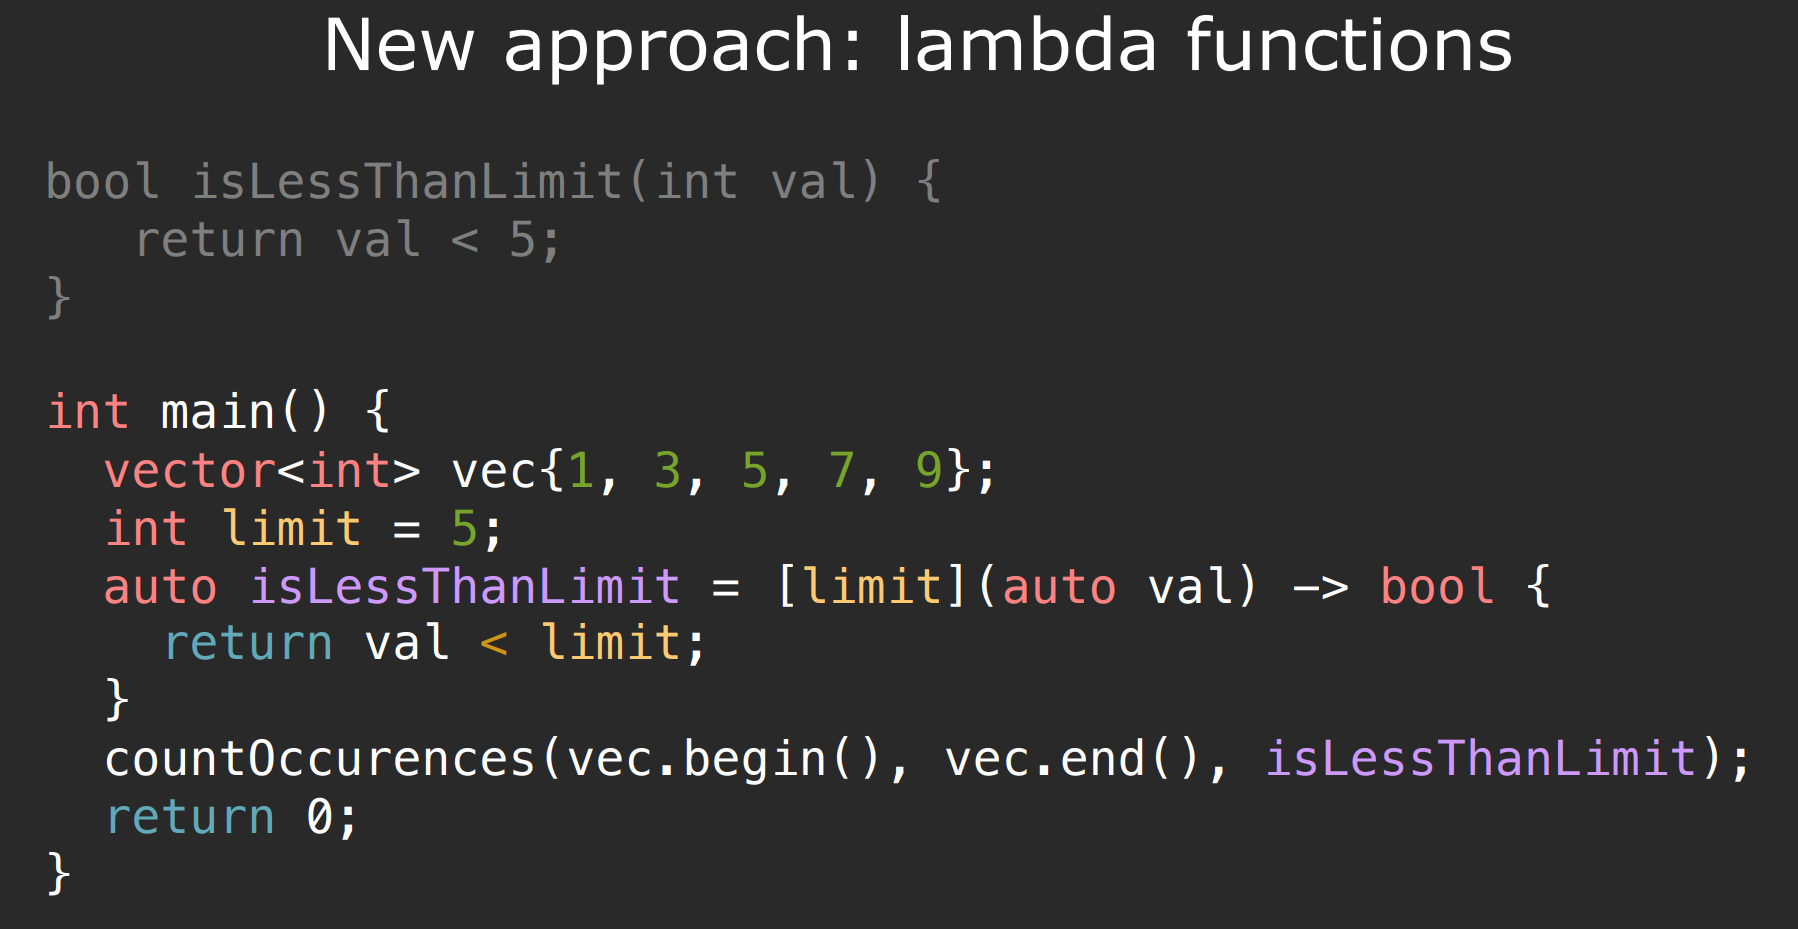 New approach: lambda functions
bool isLessThanLimit(int val) {
   return val < 5;
}
int main() {
  vector<int> vec{1, 3, 5, 7, 9};
  int limit = 5;
  auto isLessThanLimit = [limit](auto val) -> bool {
    return val < limit;
  }
  countOccurences(vec.begin(), vec.end(), isLessThanLimit);
  return 0;
}